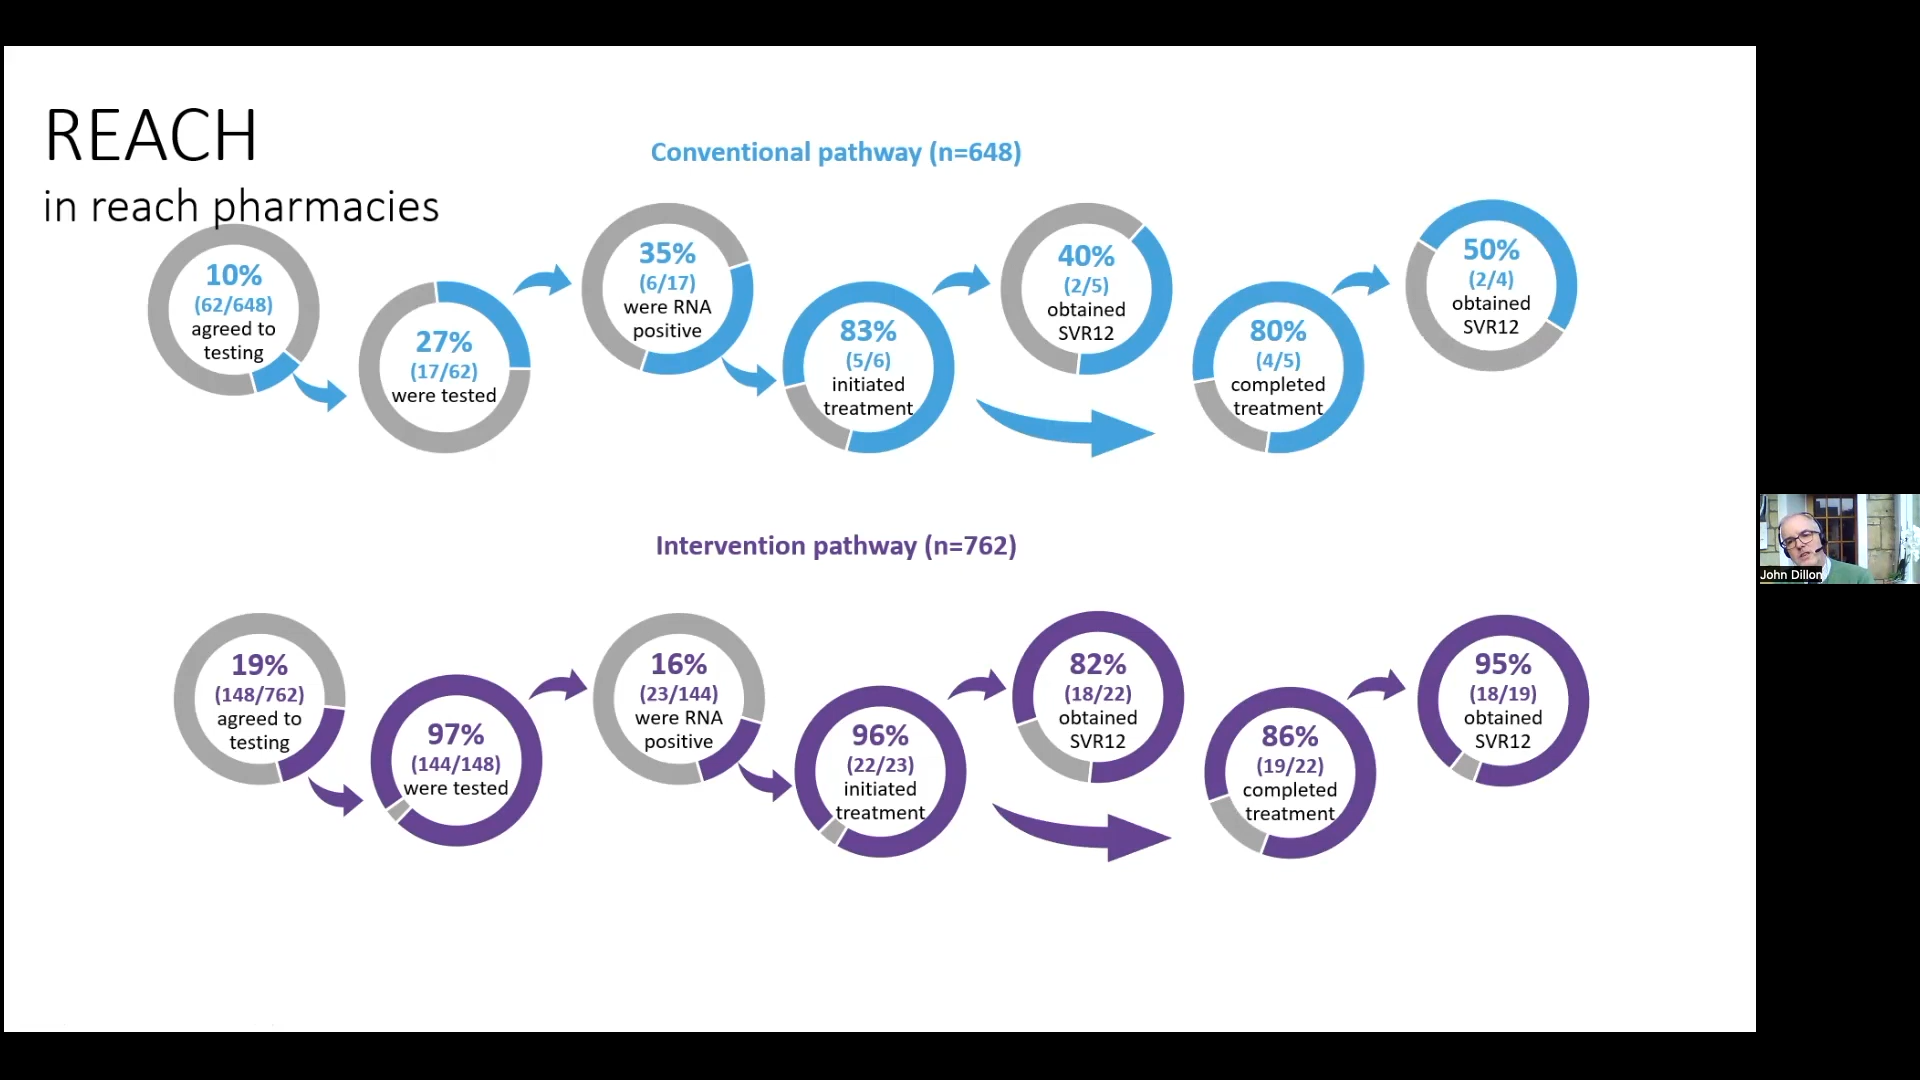 REACH
in reach pharmacies
Conventional pathway (n=648)
10%
(62/648)
agreed to
testing
27%
(17/62)
were tested
35%
(6/17)
were RNA
positive
83%
(5/6)
initiated
treatment
40%
(2/5)
obtained
SVR12
80%
(4/5)
completed
treatment
50%
(2/4)
obtained
SVR12
Intervention pathway (n=762)
19%
(148/762)
agreed to
testing
97%
(144/148)
were tested
16%
(23/144)
were RNA
positive
96%
(22/23)
initiated
treatment
82%
(18/22)
obtained
SVR12
86%
(19/22)
completed
treatment
95%
(18/19)
obtained
SVR12
John Dillon